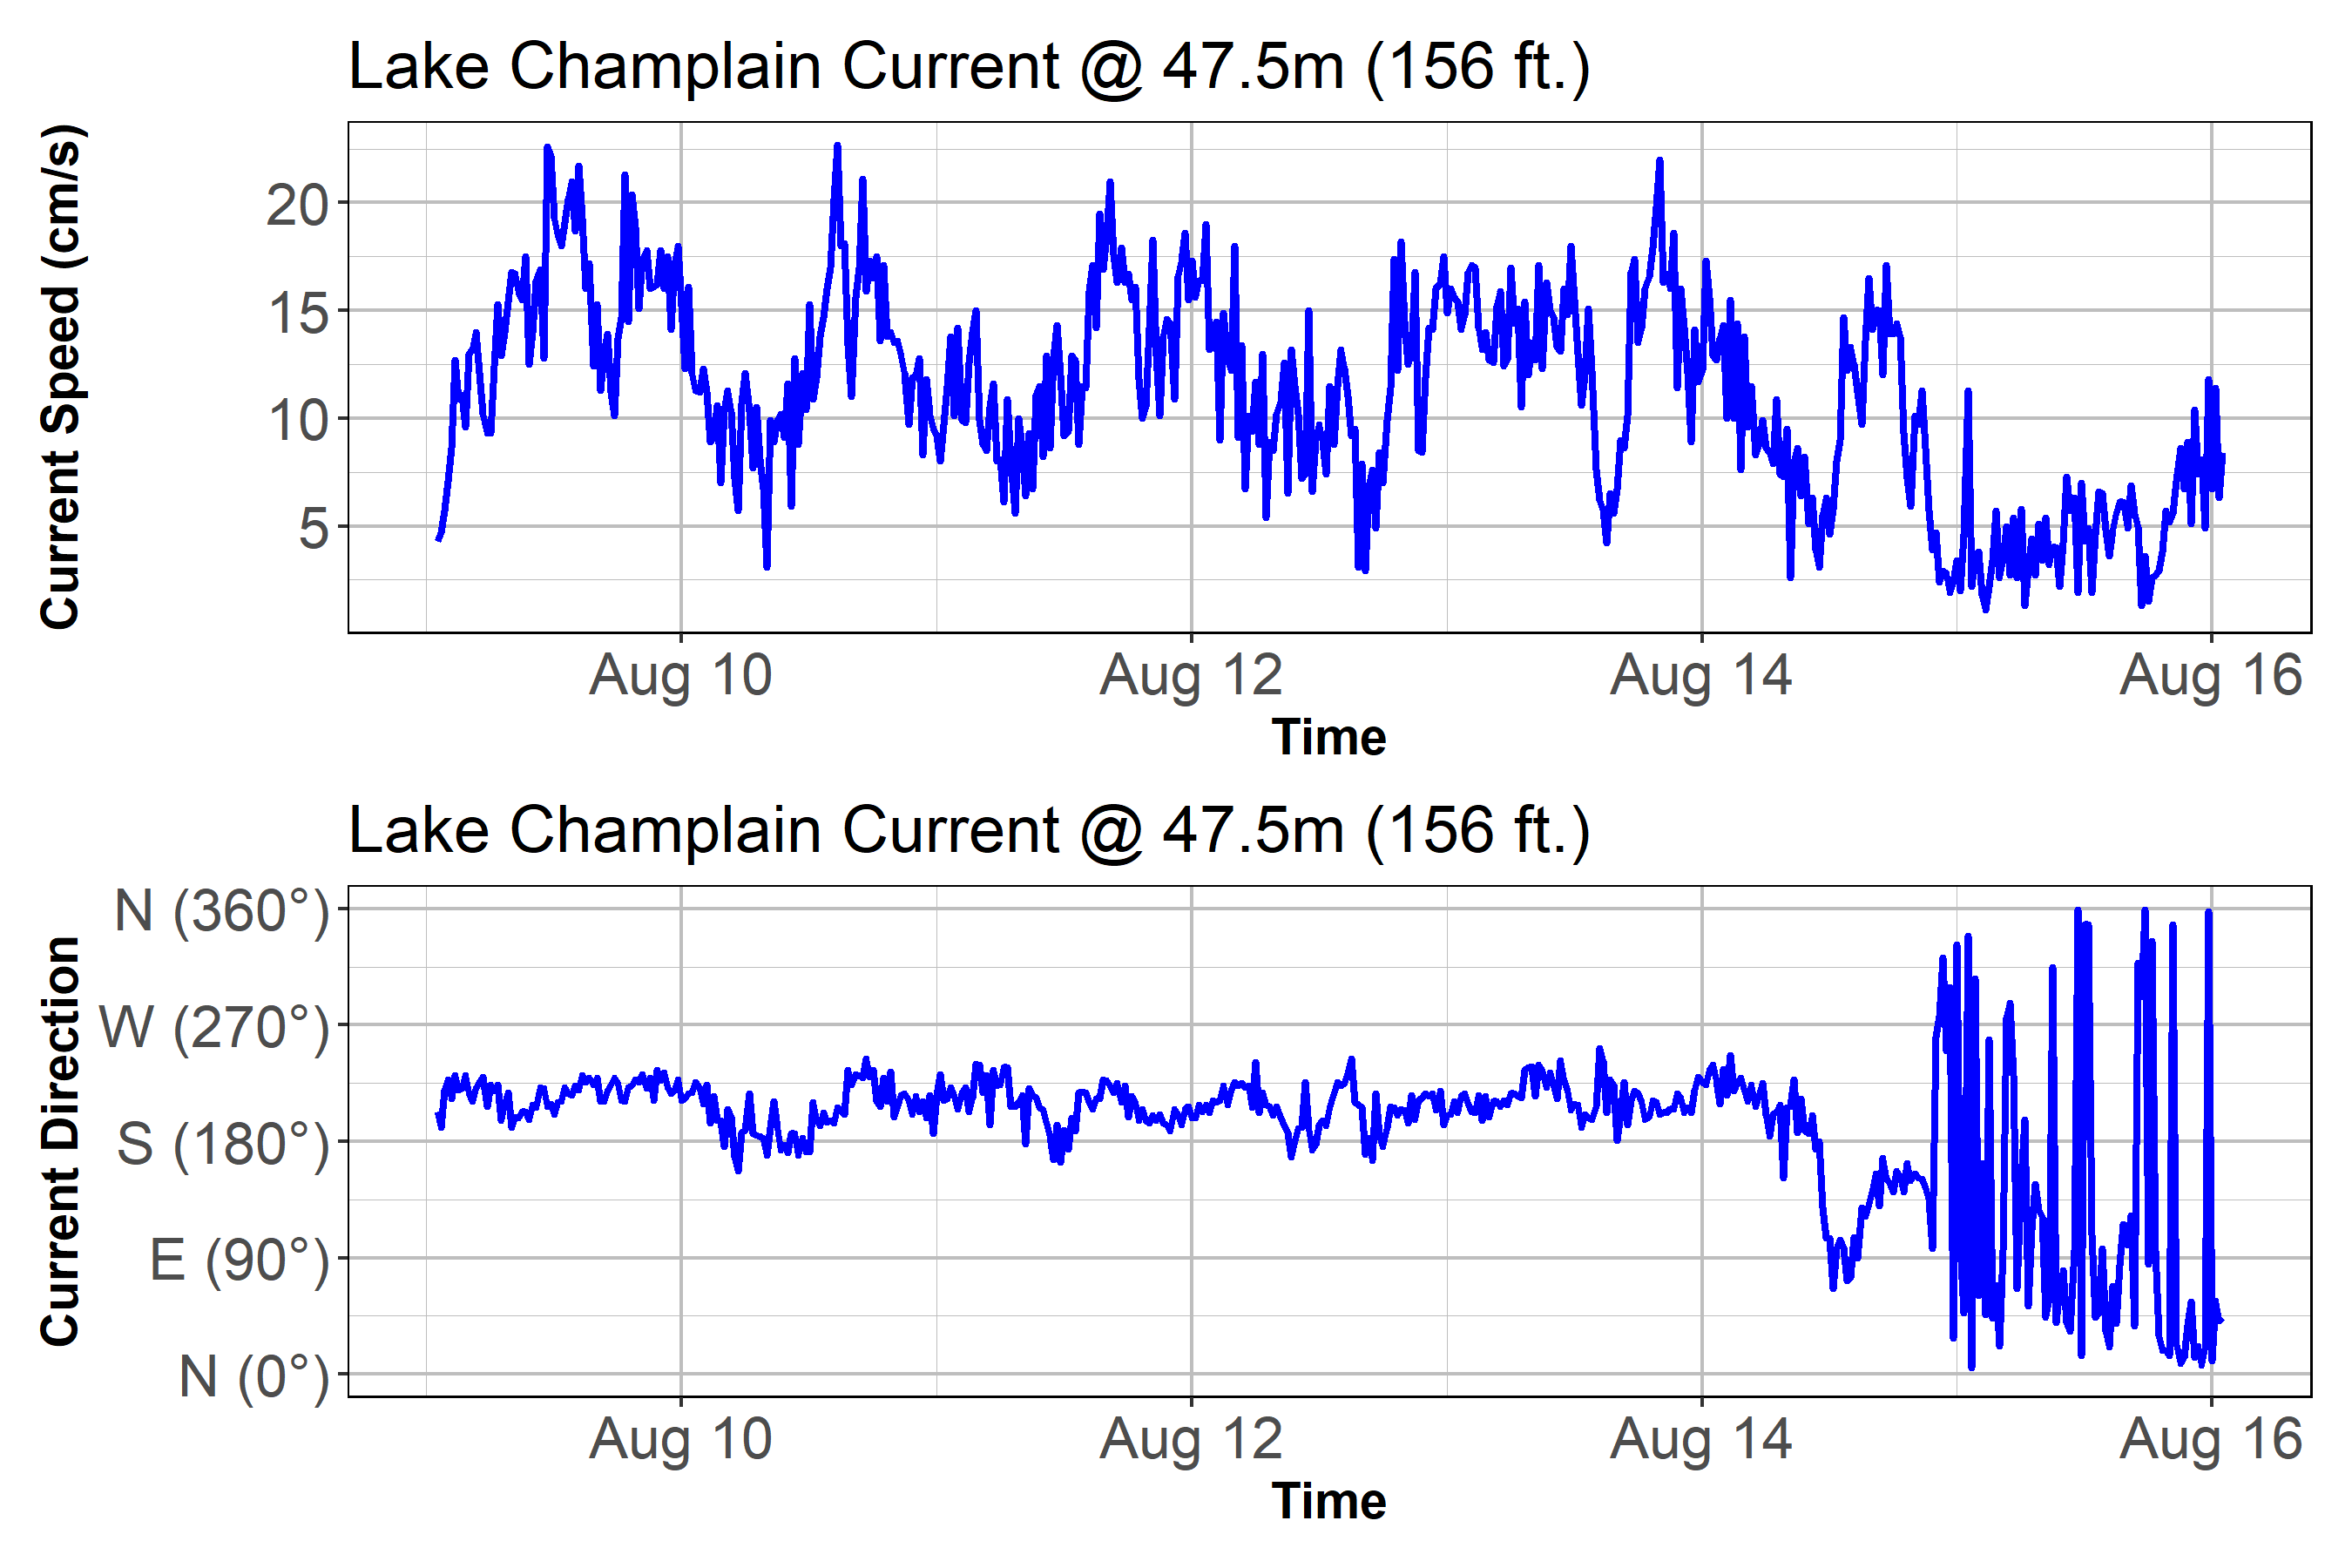 Lake Champlain Current @ 47.5m (156 ft.)
Current Speed (cm/s)
20
15
10
5
Aug 10 Aug 12 Aug 14 Aug 16
Time
Lake Champlain Current @ 47.5m (156 ft.)
Current Direction
N (360°)
W (270°)
S (180°)
E (90°)
N (0°)
Aug 10 Aug 12 Aug 14 Aug 16
Time